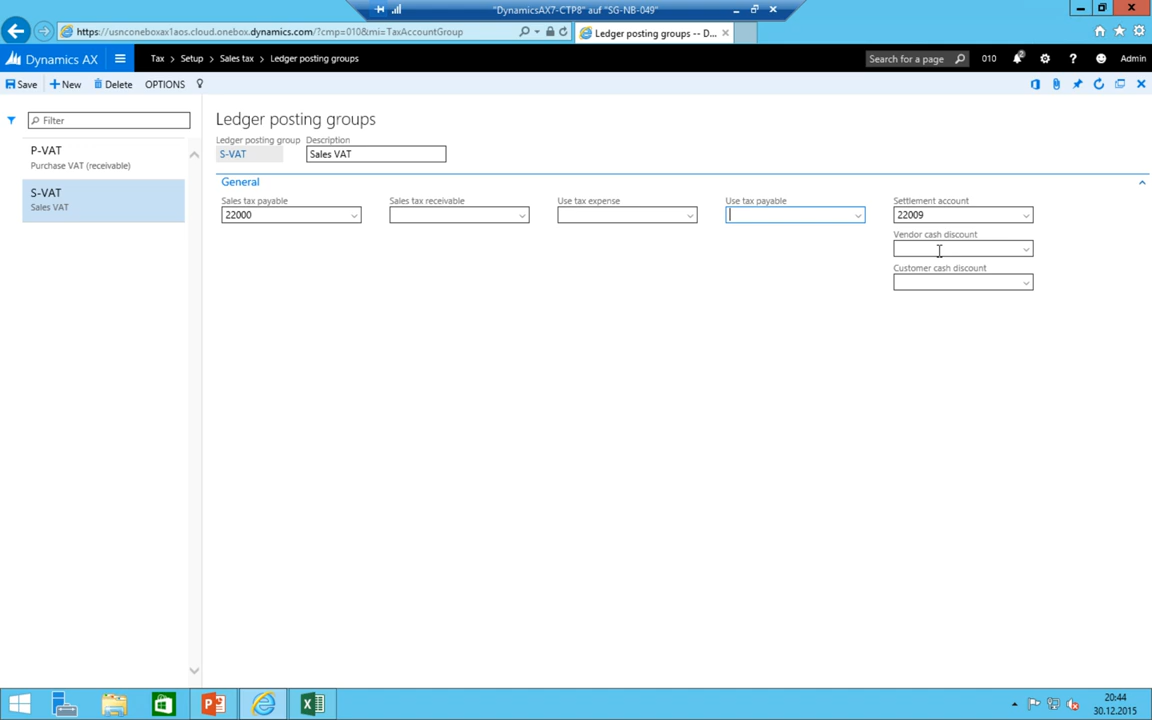 "DynamicsAX7-CTP8" auf "SG-NB-049"
https://usnconeboxax1aos.cloud.onebox.dynamics.com/?cmp=010&mi=TaxAccountGroup
Ledger posting groups -- D...
Dynamics AX
Tax > Setup > Sales tax > Ledger posting groups
Search for a page
010
2
Admin
Save
New
Delete
OPTIONS
Filter
P-VAT
Purchase VAT (receivable)
S-VAT
Sales VAT
Ledger posting groups
Ledger posting group Description
S-VAT Sales VAT
General
Sales tax payable Sales tax receivable Use tax expense Use tax payable Settlement account
22000 22009
Vendor cash discount
Customer cash discount
20:44
30.12.2015